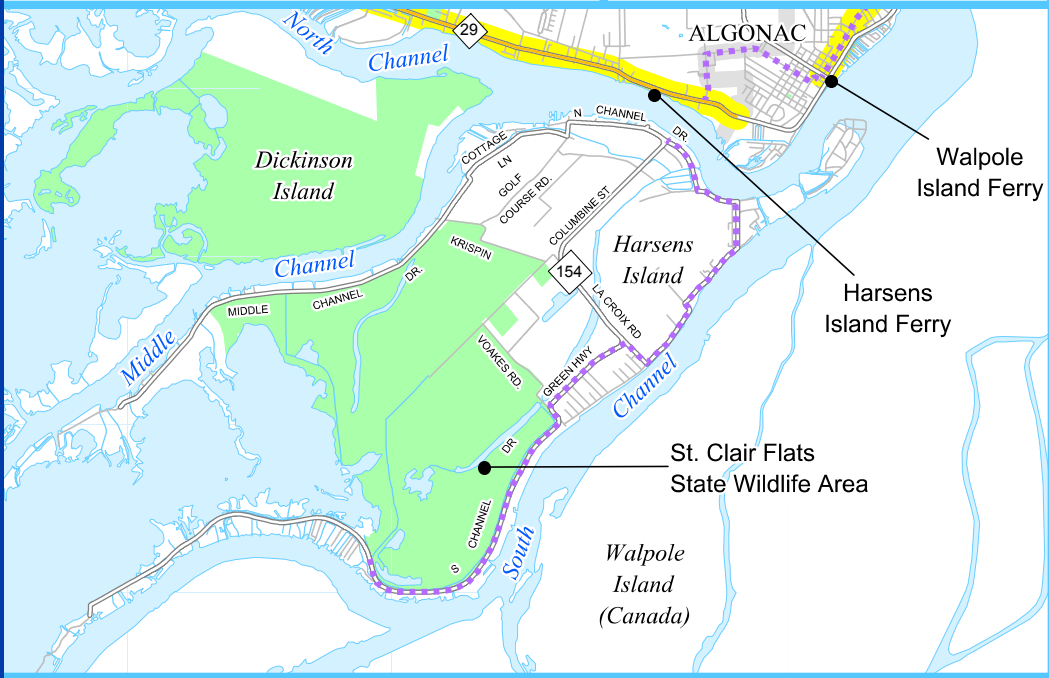 29
ALGONAC
North
Channel
Walpole
Island Ferry
N CHANNEL DR.
COTTAGE
LN
GOLF
COURSE RD.
COLUMBINE ST
Dickinson
Island
KRISPIN
Harsens
Island
154
Channel
DR.
CHANNEL
MIDDLE
LA CROIX RD
Harsens
Island Ferry
Middle
VOAKES RD.
GREEN HWY
Channel
DR
St. Clair Flats
State Wildlife Area
CHANNEL
S
South
Walpole
Island
(Canada)